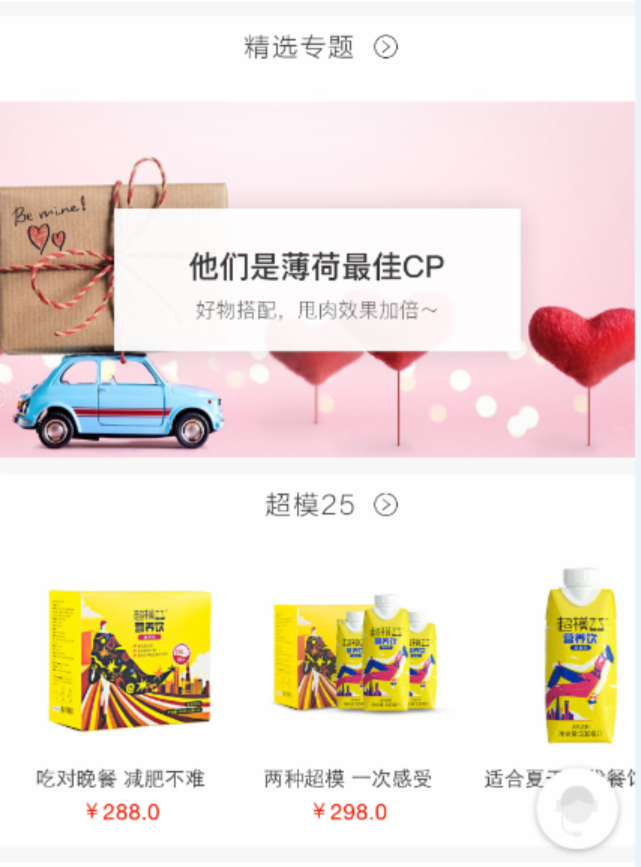 精选专题
Be mine!
他们是薄荷最佳CP
好物搭配，甩肉效果加倍～
超模25
超模25
营养饮
超模25
营养饮
超模25
营养饮
吃对晚餐 减肥不难
两种超模 一次感受
适合夏
￥288.0
￥298.0